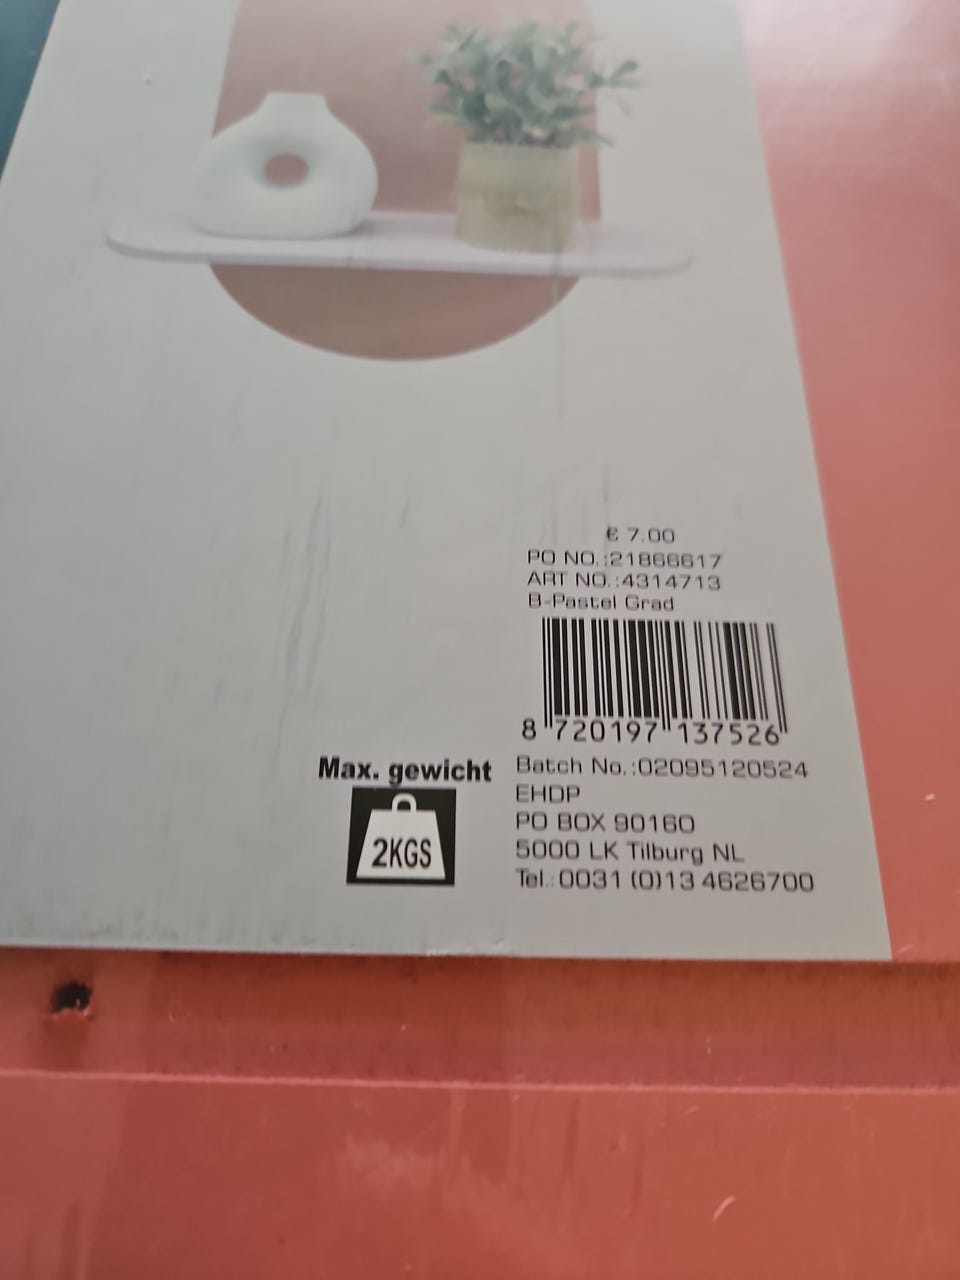 € 7.00
PO NO.:21866617
ART NO.:4314713
B-Pastel Grad
8 720197 137526
Max. gewicht
2KGS
Batch No.:02095120524
EHDP
PO BOX 90160
5000 LK Tilburg NL
Tel.:0031 (0)13 4626700